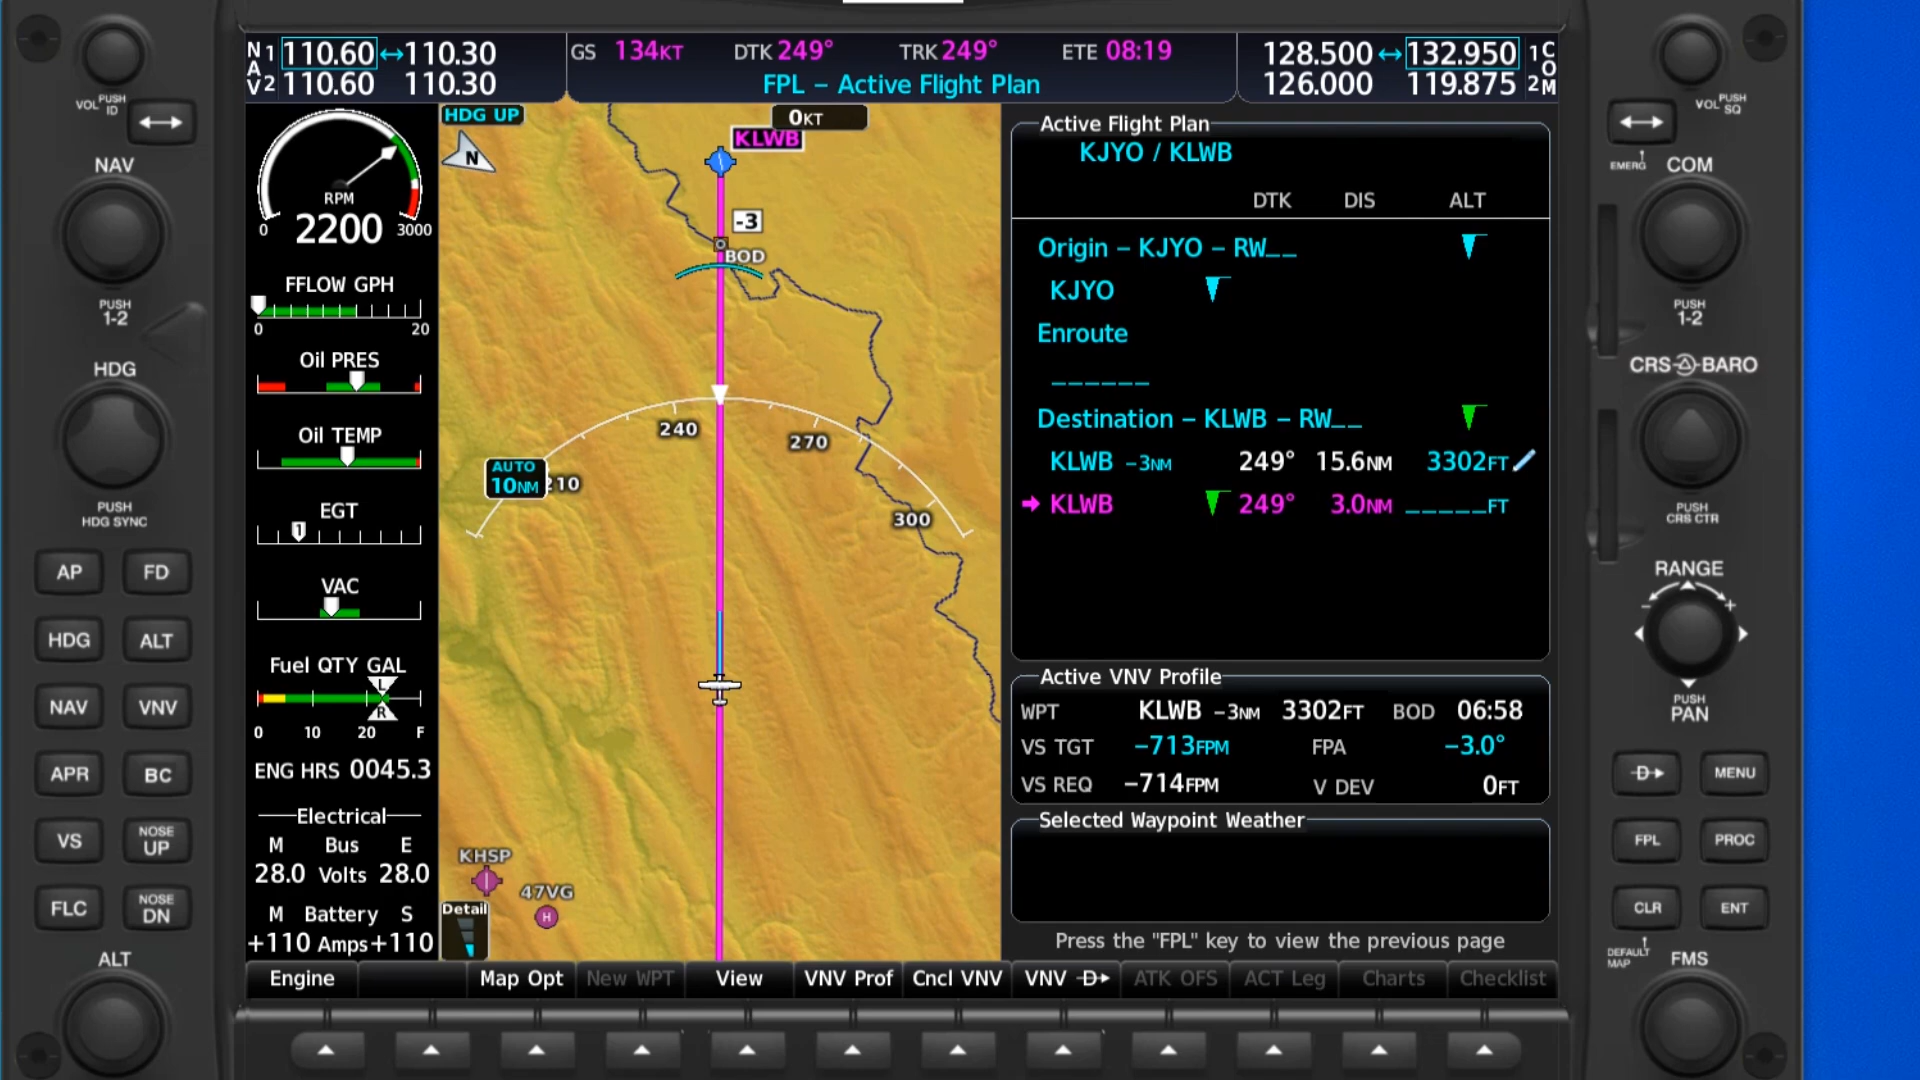 N 1 110.60 ↔ 110.30
A
V 2 110.60 110.30
GS 134KT DTK 249° TRK 249° ETE 08:19
FPL – Active Flight Plan
128.500 ↔ 132.950 1 C
O
126.000 119.875 2 M
VOL PUSH ID
NAV
PUSH
1-2
HDG
PUSH
HDG SYNC
AP FD
HDG ALT
NAV VNV
APR BC
VS NOSE UP
FLC NOSE DN
ALT
RPM
0 2200 3000
FFLOW GPH
0 20
Oil PRES
Oil TEMP
EGT
1
VAC
Fuel QTY GAL
L
R
0 10 20 F
ENG HRS 0045.3
Electrical
M Bus E
28.0 Volts 28.0
M Battery S
+110 Amps +110
HDG UP
N
0KT
KLWB
-3
BOD
240
270
AUTO
10NM
210
300
KHSP
47VG
H
Detail
Active Flight Plan
KJYO / KLWB
DTK DIS ALT
Origin – KJYO – RW__
KJYO
Enroute
______
Destination – KLWB – RW__
KLWB -3NM 249° 15.6NM 3302FT
KLWB 249° 3.0NM _____FT
Active VNV Profile
WPT KLWB -3NM 3302FT BOD 06:58
VS TGT -713FPM FPA -3.0°
VS REQ -714FPM V DEV 0FT
Selected Waypoint Weather
Press the "FPL" key to view the previous page
Engine Map Opt New WPT View VNV Prof Cncl VNV VNV D ATK OFS ACT Leg Charts Checklist
VOL PUSH SQ
EMERG
COM
PUSH
1-2
CRS BARO
PUSH
CRS CTR
RANGE
- +
PUSH
PAN
D MENU
FPL PROC
CLR ENT
DEFAULT
MAP
FMS